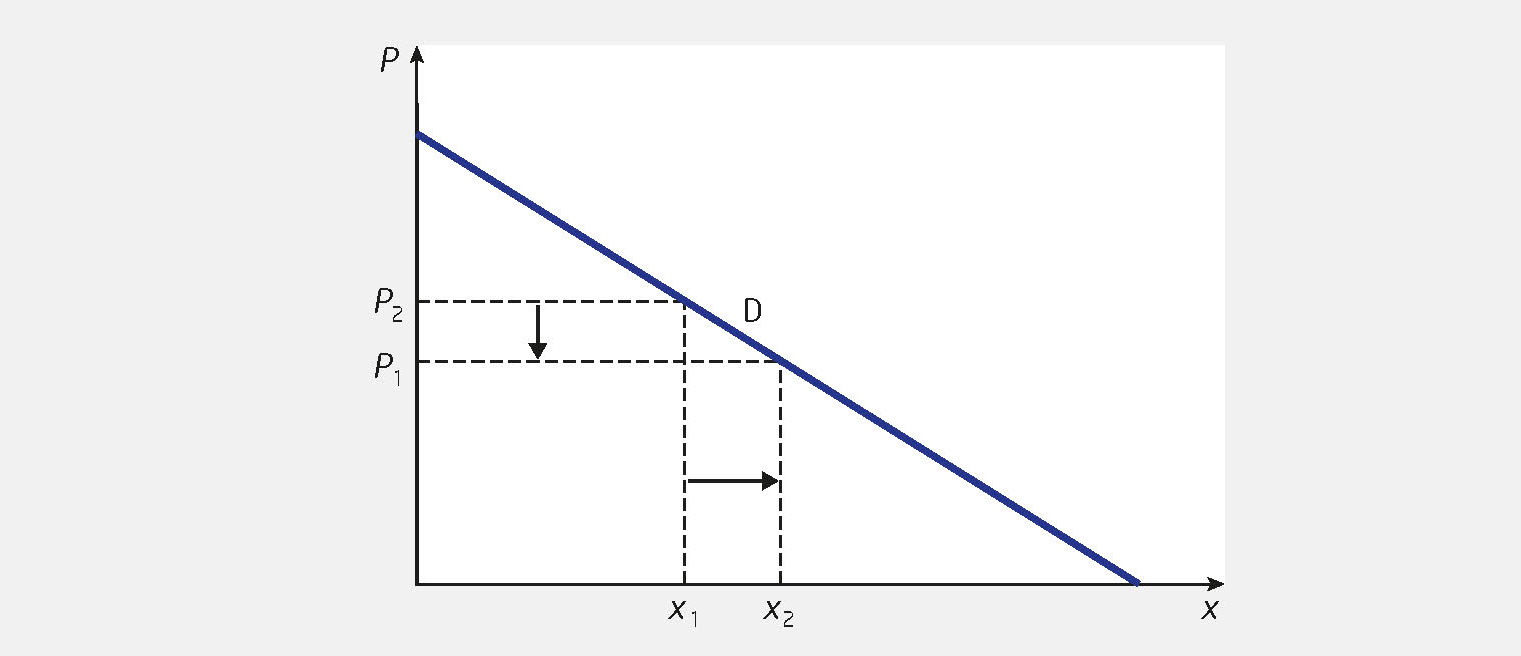 P
P₂
D
P₁
x₁
x₂
x